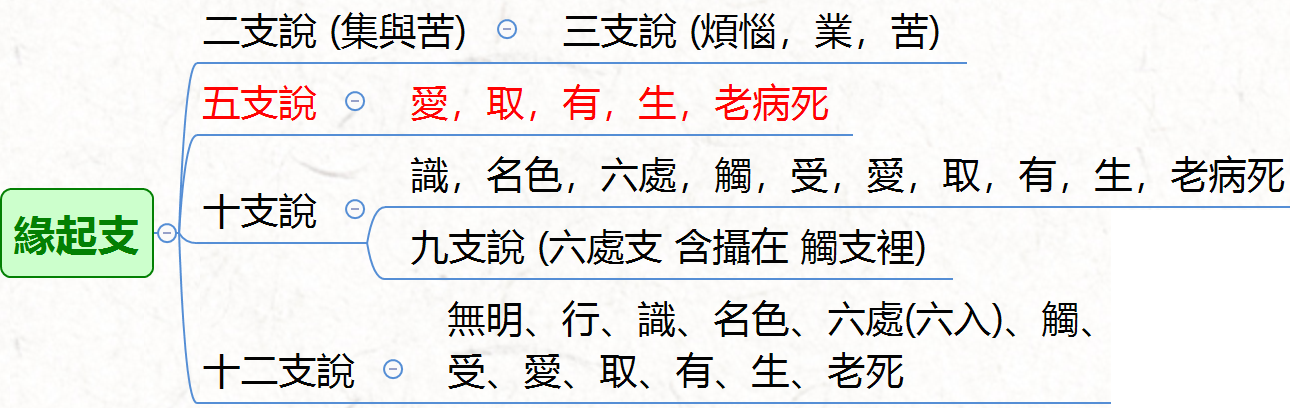 二支說 (集與苦)
三支說 (煩惱，業，苦)
五支說
愛，取，有，生，老病死
緣起支
十支說
識，名色，六處，觸，受，愛，取，有，生，老病死
九支說 (六處支 含攝在 觸支裡)
十二支說
無明、行、識、名色、六處(六入)、觸、
受、愛、取、有、生、老死